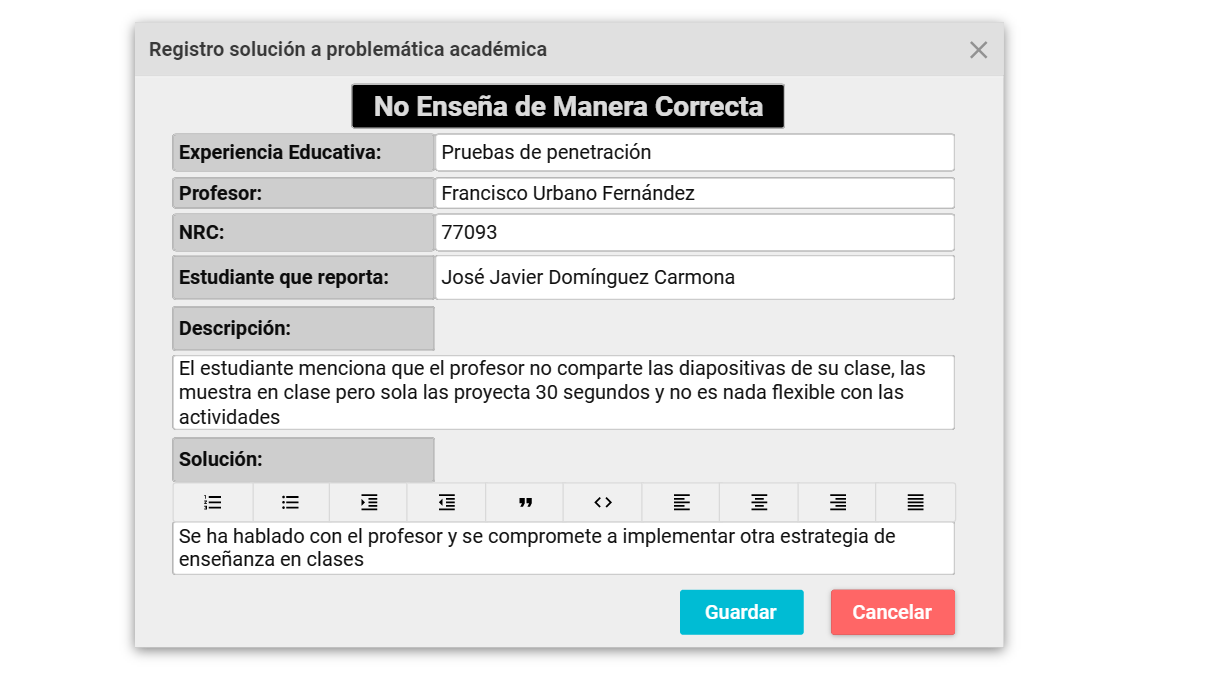 Registro solución a problemática académica
No Enseña de Manera Correcta
Experiencia Educativa: Pruebas de penetración
Profesor: Francisco Urbano Fernández
NRC: 77093
Estudiante que reporta: José Javier Domínguez Carmona
Descripción:
El estudiante menciona que el profesor no comparte las diapositivas de su clase, las
muestra en clase pero sola las proyecta 30 segundos y no es nada flexible con las
actividades
Solución:
Se ha hablado con el profesor y se compromete a implementar otra estrategia de
enseñanza en clases
Guardar Cancelar